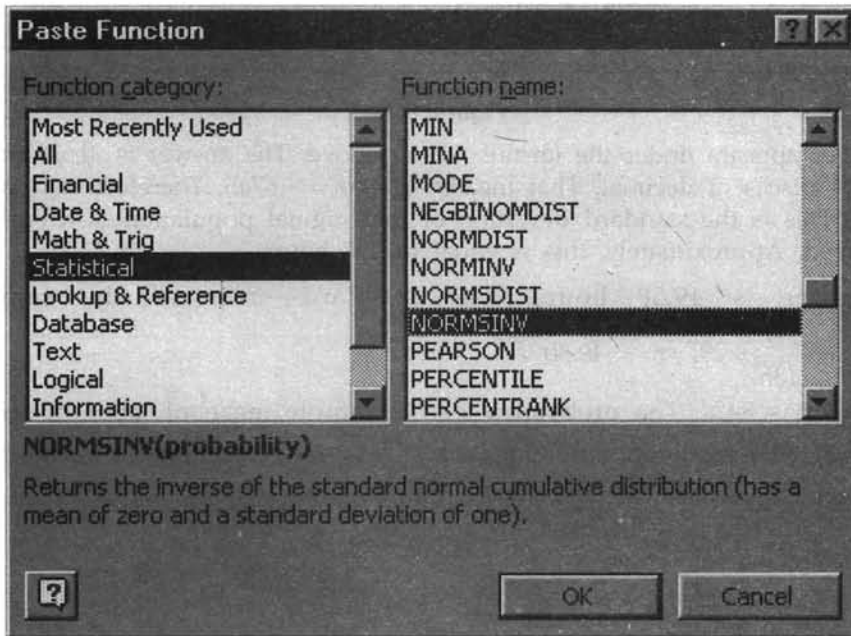 Paste Function
Function category:
Most Recently Used
All
Financial
Date & Time
Math & Trig
Statistical
Lookup & Reference
Database
Text
Logical
Information
Function name:
MIN
MINA
MODE
NEGBINOMDIST
NORMDIST
NORMINV
NORMSDIST
NORMSINV
PEARSON
PERCENTILE
PERCENTRANK
NORMSINV(probability)
Returns the inverse of the standard normal cumulative distribution (has a
mean of zero and a standard deviation of one).
OK
Cancel